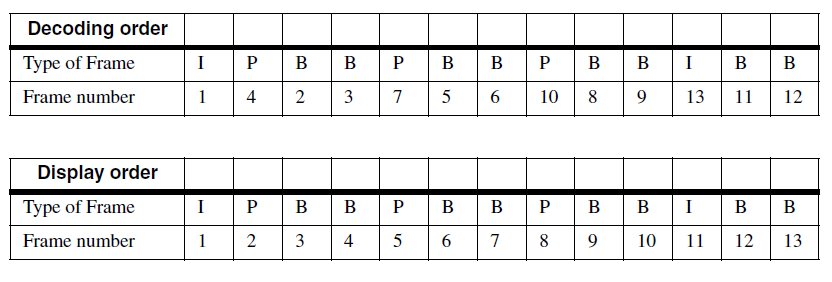 Decoding order
Type of Frame I P B B P B B P B B I B B
Frame number 1 4 2 3 7 5 6 10 8 9 13 11 12
Display order
Type of Frame I P B B P B B P B B I B B
Frame number 1 2 3 4 5 6 7 8 9 10 11 12 13